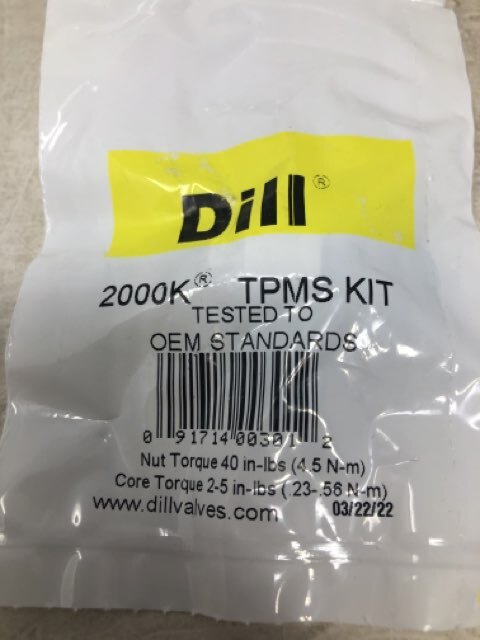 Dill®
2000K® TPMS KIT
TESTED TO
OEM STANDARDS
0 91714 00301 2
Nut Torque 40 in-lbs (4.5 N-m)
Core Torque 2-5 in-lbs (.23-.56 N-m)
www.dillvalves.com 03/22/22